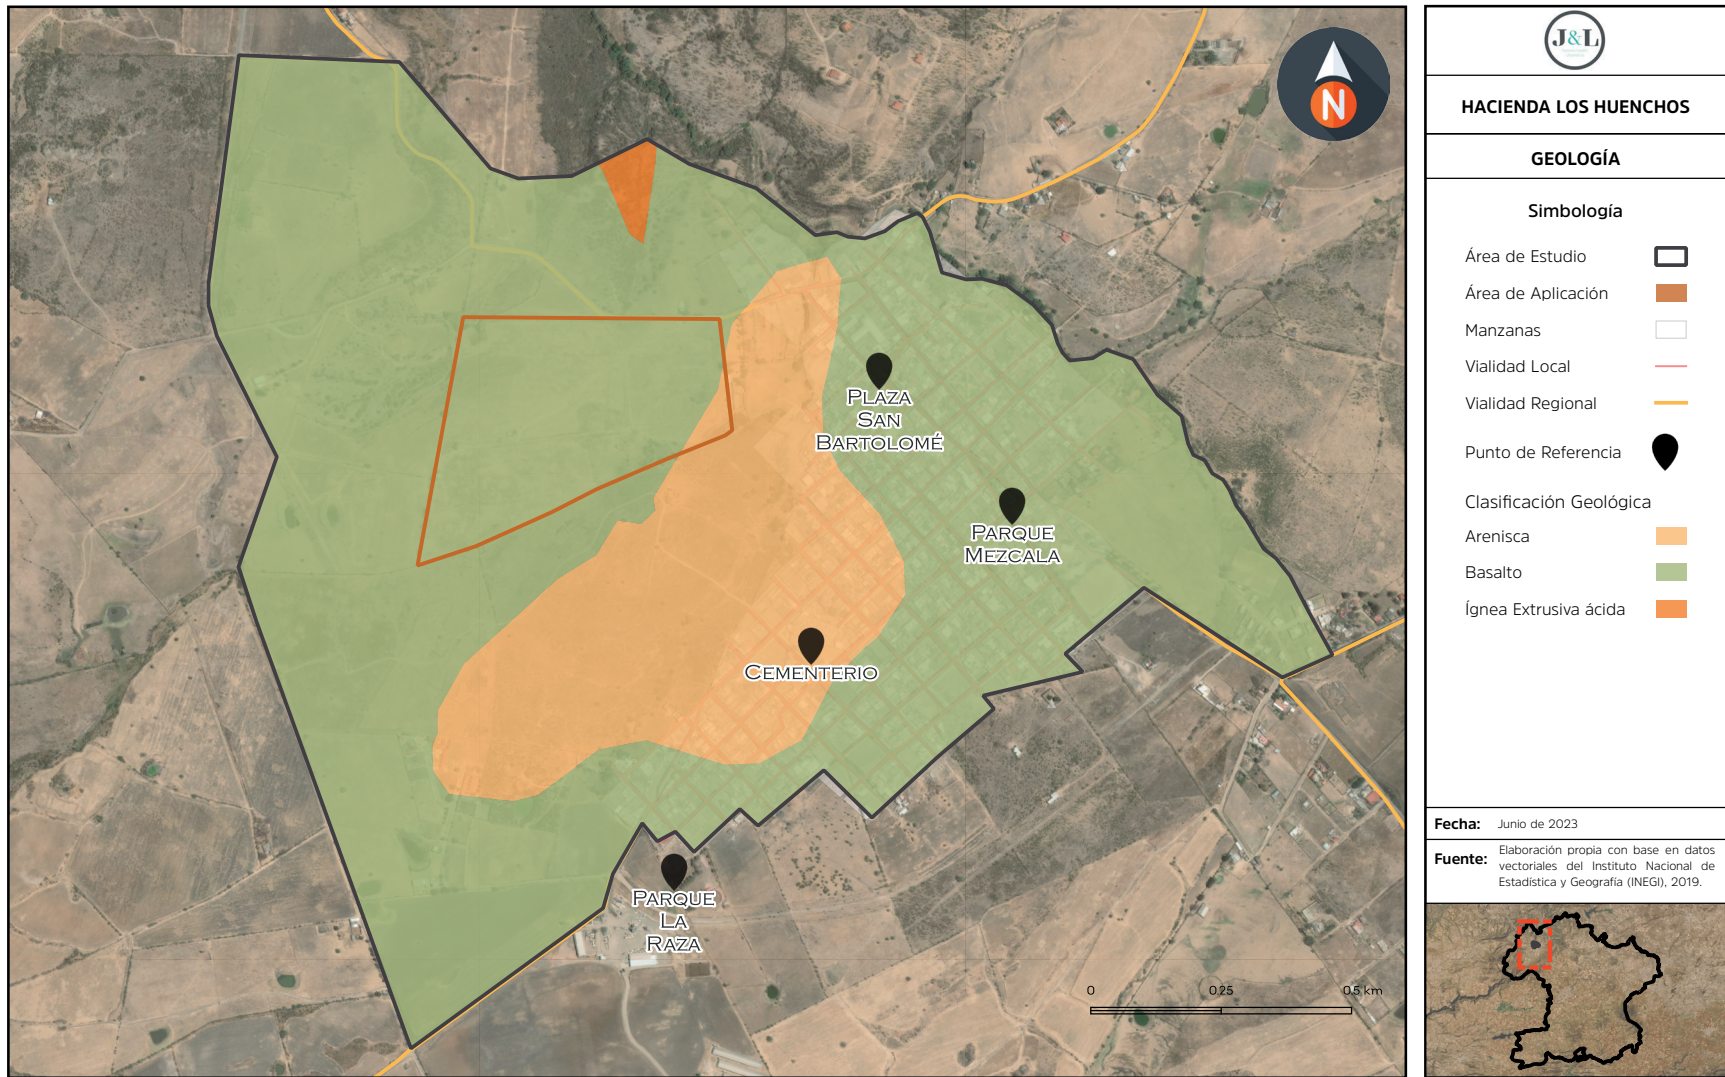 N
PLAZA
SAN
BARTOLOMÉ
PARQUE
MEZCALA
CEMENTERIO
PARQUE
LA
RAZA
0 0.25 0.5 km
J&L
HACIENDA LOS HUENCHOS
GEOLOGÍA
Simbología
Área de Estudio
Área de Aplicación
Manzanas
Vialidad Local
Vialidad Regional
Punto de Referencia
Clasificación Geológica
Arenisca
Basalto
Ígnea Extrusiva ácida
Fecha: Junio de 2023
Fuente: Elaboración propia con base en datos
vectoriales del Instituto Nacional de
Estadística y Geografía (INEGI), 2019.